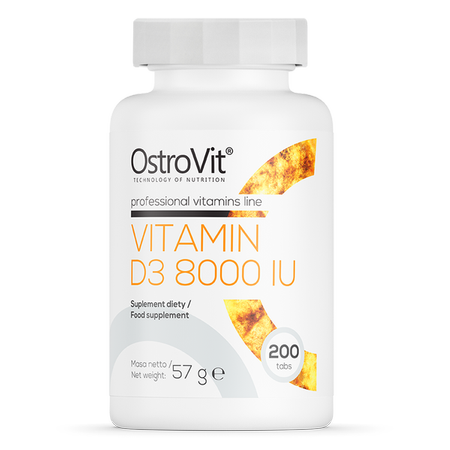 OstroVit®
TECHNOLOGY OF NUTRITION
professional vitamins line
VITAMIN
D3 8000 IU
Suplement diety /
Food supplement
200
tabs
Masa netto /
Net weight: 57 g ℮